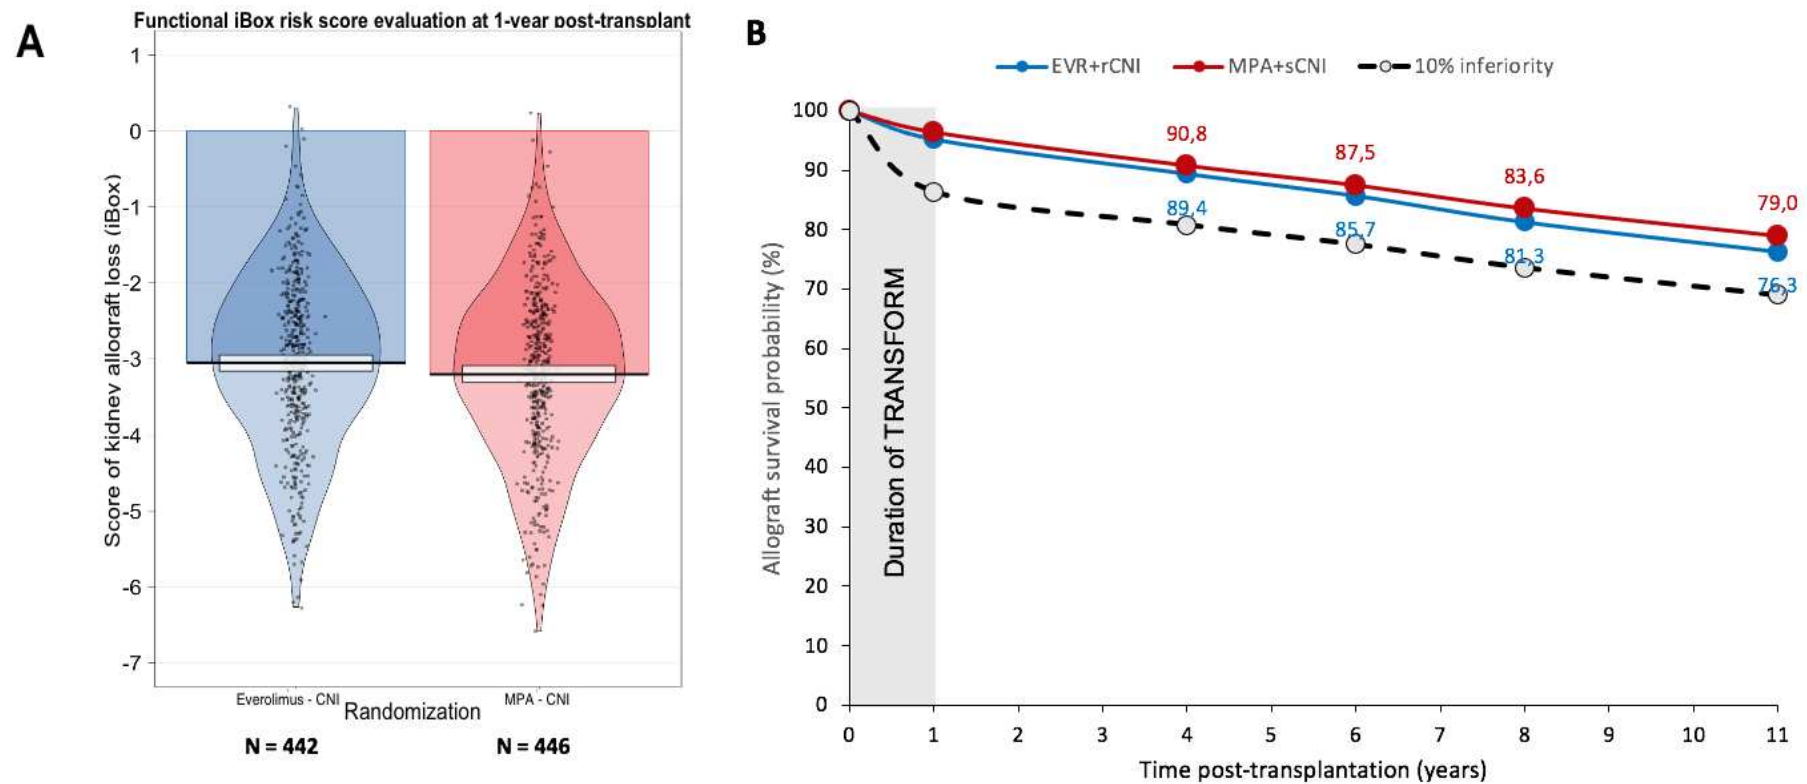 A
Functional iBox risk score evaluation at 1-year post-transplant
Score of kidney allograft loss (iBox)
1
0
-1
-2
-3
-4
-5
-6
-7
Everolimus - CNI
MPA - CNI
Randomization
N = 442
N = 446
B
EVR+rCNI
MPA+sCNI
10% inferiority
Allograft survival probability (%)
100
90
80
70
60
50
40
30
20
10
0
Duration of TRANSFORM
90,8
87,5
83,6
79,0
89,4
85,7
81,3
76,3
0
1
2
3
4
5
6
7
8
9
10
11
Time post-transplantation (years)